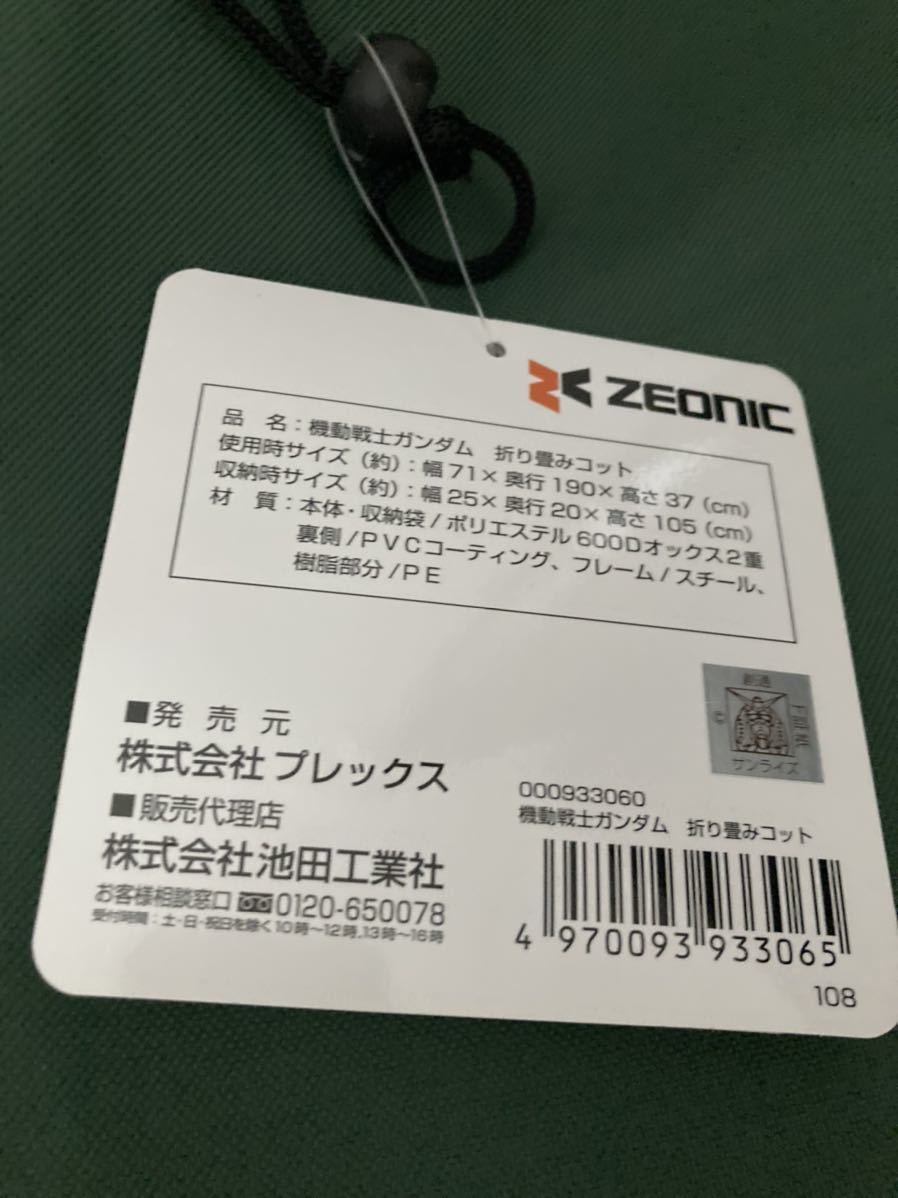 ZEONIC
品　名：機動戦士ガンダム　折り畳みコット
使用時サイズ（約）：幅71×奥行190×高さ37（cm）
収納時サイズ（約）：幅25×奥行20×高さ105（cm）
材　質：本体・収納袋/ポリエステル600Dオックス2重
裏側/PVCコーティング、フレーム/スチール、
樹脂部分/PE
創通
サンライズ
©
■発　売　元
株式会社プレックス
■販売代理店
株式会社池田工業社
お客様相談窓口 0120-650078
受付時間：土・日・祝日を除く10時〜12時,13時〜16時
000933060
機動戦士ガンダム　折り畳みコット
4 970093 933065
108